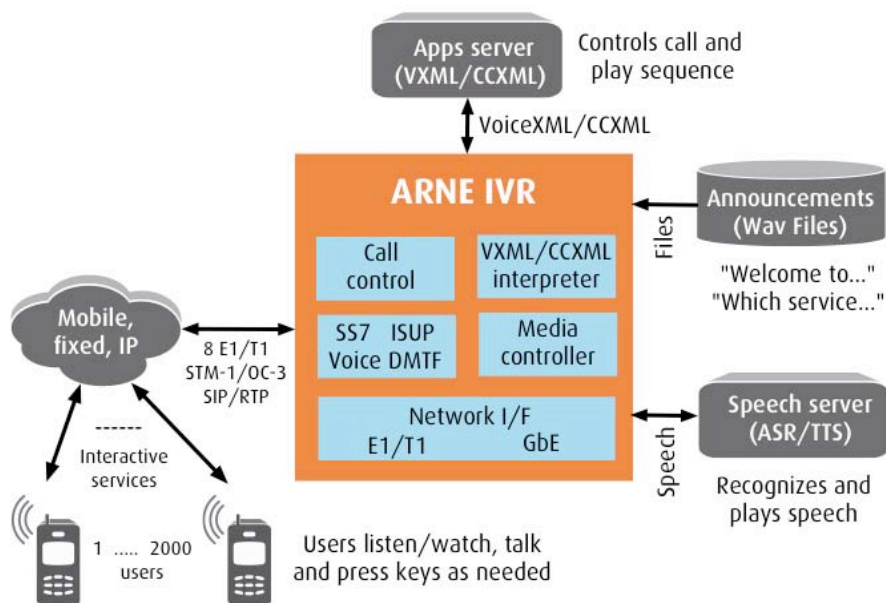 Apps server
(VXML/CCXML)
Controls call and
play sequence
VoiceXML/CCXML
ARNE IVR
Call
control
VXML/CCXML
interpreter
SS7 ISUP
Voice DMTF
Media
controller
Network I/F
E1/T1 GbE
Files
Announcements
(Wav Files)
"Welcome to..."
"Which service..."
Mobile,
fixed, IP
8 E1/T1
STM-1/OC-3
SIP/RTP
------
Interactive
services
1 ..... 2000
users
Users listen/watch, talk
and press keys as needed
Speech
Speech server
(ASR/TTS)
Recognizes and
plays speech